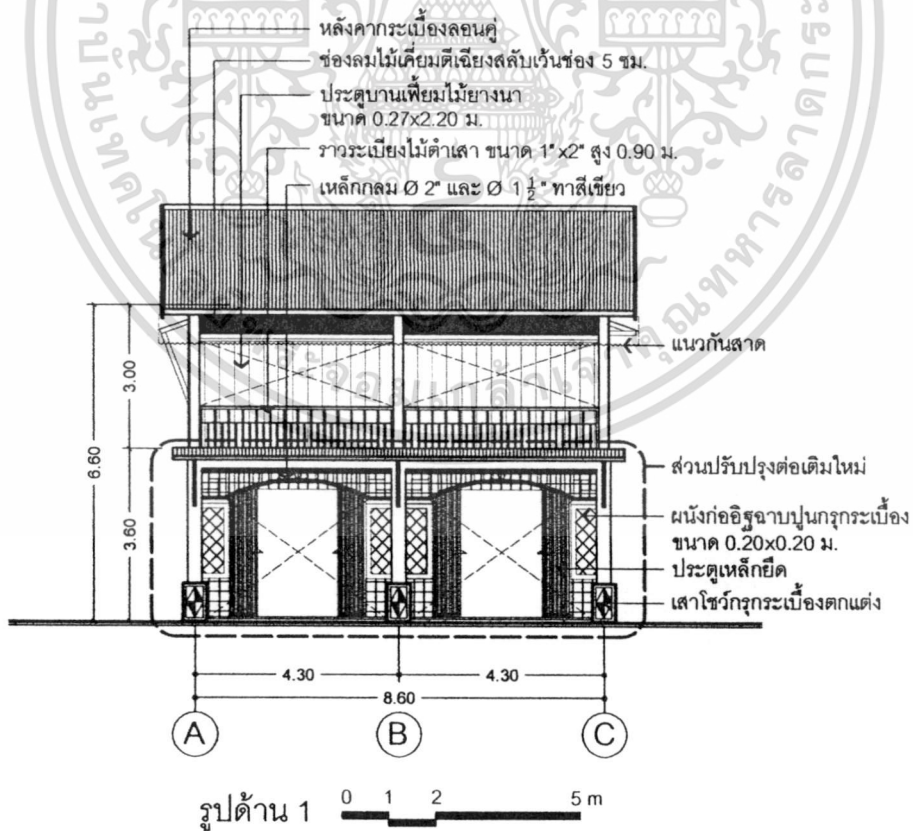 หลังคากระเบื้องลอนคู่
ช่องลมไม้เคี่ยมตีเฉียงสลับเว้นช่อง 5 ซม.
ประตูบานเฟี้ยมไม้ยางนา
ขนาด 0.27x2.20 ม.
ราวระเบียงไม้ตำเสา ขนาด 1"x2" สูง 0.90 ม.
เหล็กกลม Ø 2" และ Ø 1 1/2" ทาสีเขียว
แนวกันสาด
3.00
6.60
3.60
ส่วนปรับปรุงต่อเติมใหม่
ผนังก่ออิฐฉาบปูนกรุกระเบื้อง
ขนาด 0.20x0.20 ม.
ประตูเหล็กยืด
เสาโชว์กรุกระเบื้องตกแต่ง
4.30 4.30
8.60
A B C
รูปด้าน 1 0 1 2 5 m